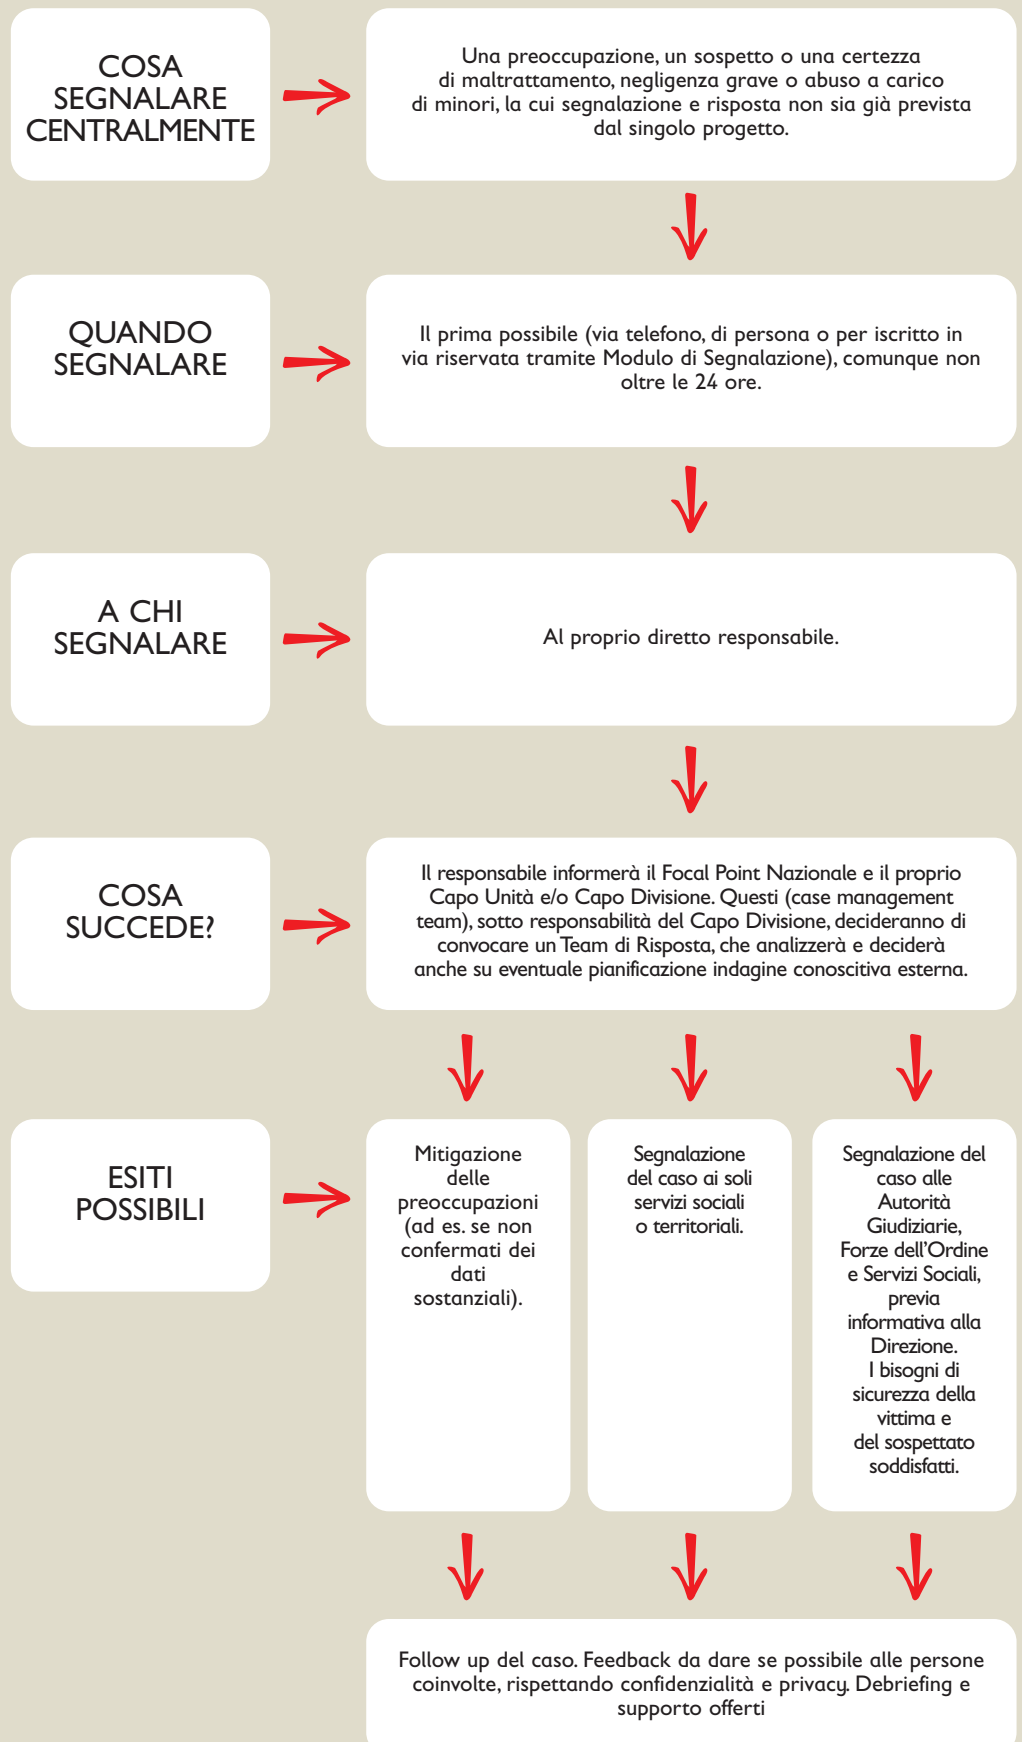 COSA
SEGNALARE
CENTRALMENTE
Una preoccupazione, un sospetto o una certezza
di maltrattamento, negligenza grave o abuso a carico
di minori, la cui segnalazione e risposta non sia già prevista
dal singolo progetto.
QUANDO
SEGNALARE
Il prima possibile (via telefono, di persona o per iscritto in
via riservata tramite Modulo di Segnalazione), comunque non
oltre le 24 ore.
A CHI
SEGNALARE
Al proprio diretto responsabile.
COSA
SUCCEDE?
Il responsabile informerà il Focal Point Nazionale e il proprio
Capo Unità e/o Capo Divisione. Questi (case management
team), sotto responsabilità del Capo Divisione, decideranno di
convocare un Team di Risposta, che analizzerà e deciderà
anche su eventuale pianificazione indagine conoscitiva esterna.
ESITI
POSSIBILI
Mitigazione
delle
preoccupazioni
(ad es. se non
confermati dei
dati
sostanziali).
Segnalazione
del caso ai soli
servizi sociali
o territoriali.
Segnalazione del
caso alle
Autorità
Giudiziarie,
Forze dell'Ordine
e Servizi Sociali,
previa
informativa alla
Direzione.
I bisogni di
sicurezza della
vittima e
del sospettato
soddisfatti.
Follow up del caso. Feedback da dare se possibile alle persone
coinvolte, rispettando confidenzialità e privacy. Debriefing e
supporto offerti